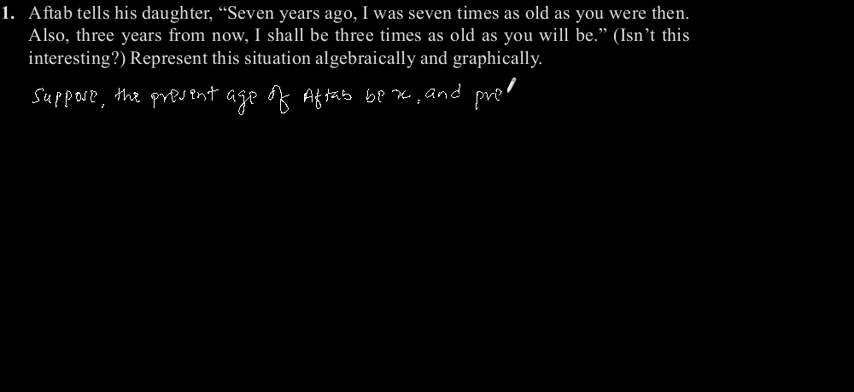 1. Aftab tells his daughter, “Seven years ago, I was seven times as old as you were then.
Also, three years from now, I shall be three times as old as you will be.” (Isn’t this
interesting?) Represent this situation algebraically and graphically.
Suppose, the present age of Aftab be x, and pre